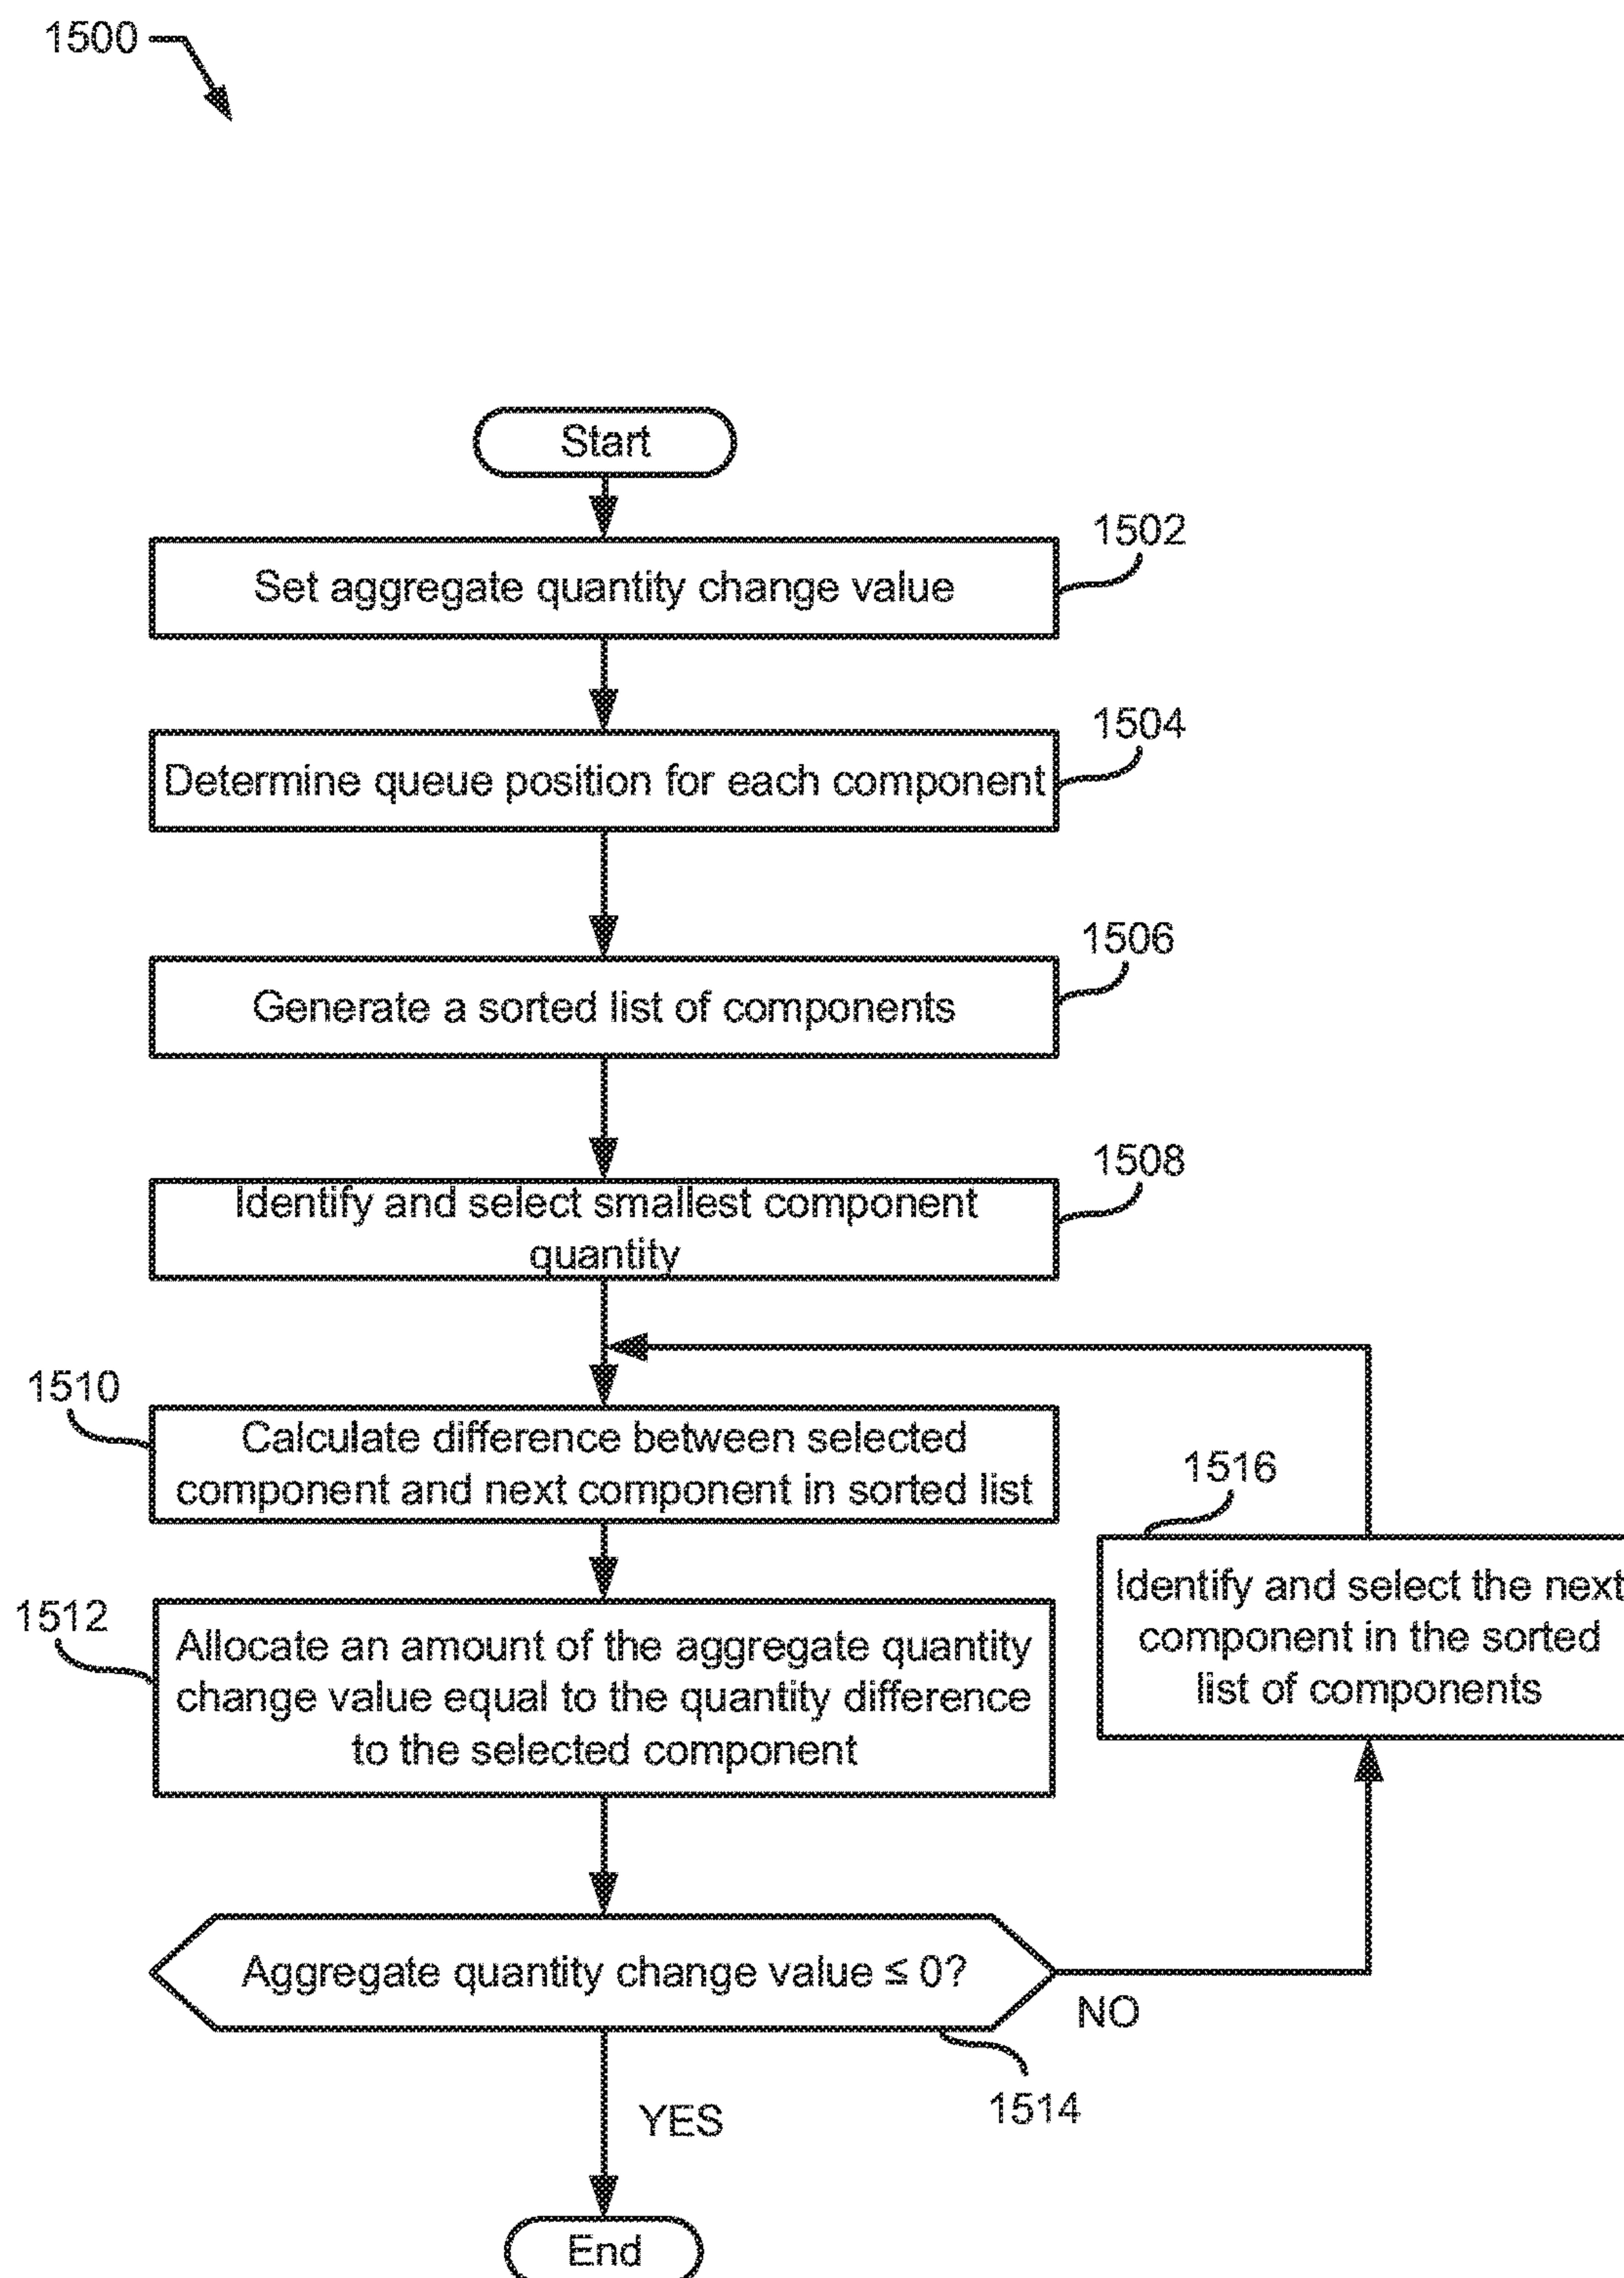 1500
Start
1502
Set aggregate quantity change value
1504
Determine queue position for each component
1506
Generate a sorted list of components
1508
Identify and select smallest component
quantity
1510
Calculate difference between selected
component and next component in sorted list
1516
Identify and select the next
component in the sorted
list of components
1512
Allocate an amount of the aggregate quantity
change value equal to the quantity difference
to the selected component
Aggregate quantity change value ≤ 0?
NO
1514
YES
End